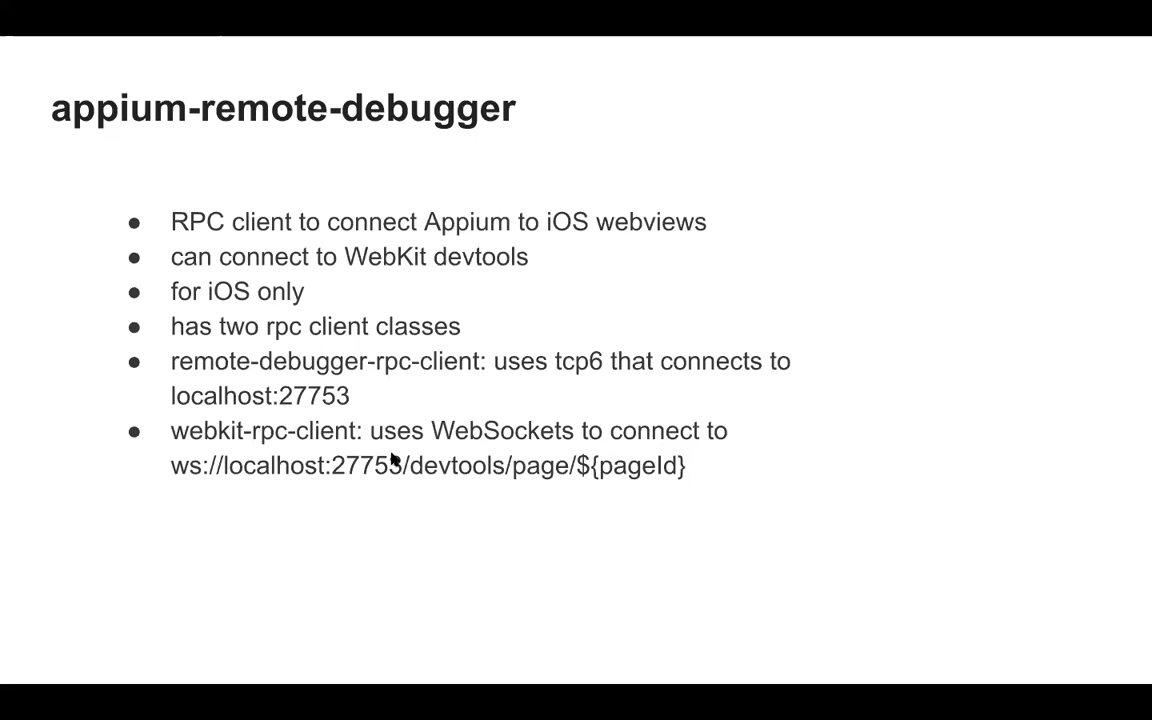 appium-remote-debugger
● RPC client to connect Appium to iOS webviews
● can connect to WebKit devtools
● for iOS only
● has two rpc client classes
● remote-debugger-rpc-client: uses tcp6 that connects to
localhost:27753
● webkit-rpc-client: uses WebSockets to connect to
ws://localhost:27753/devtools/page/${pageId}